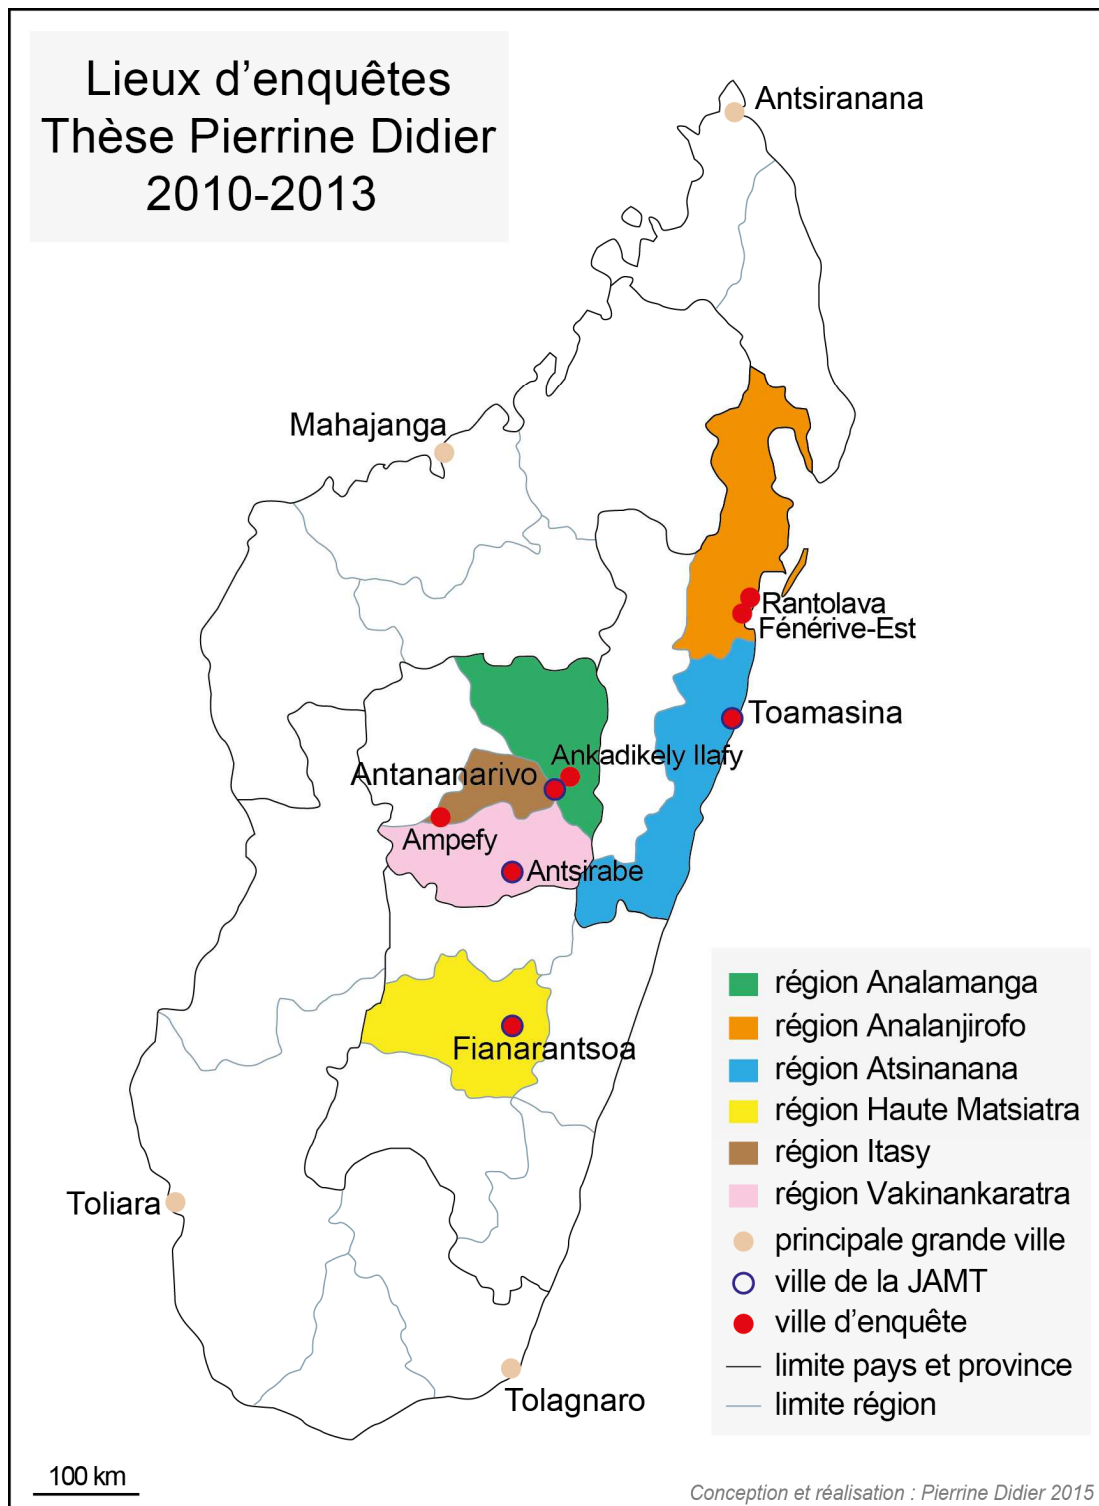 Lieux d'enquêtes
Thèse Pierrine Didier
2010-2013
Antsiranana
Mahajanga
Rantolava
Fénérive-Est
Toamasina
Ankadikely Ilafy
Antananarivo
Ampefy
Antsirabe
Fianarantsoa
Toliara
Tolagnaro
région Analamanga
région Analanjirofo
région Atsinanana
région Haute Matsiatra
région Itasy
région Vakinankaratra
principale grande ville
ville de la JAMT
ville d'enquête
limite pays et province
limite région
100 km
Conception et réalisation : Pierrine Didier 2015